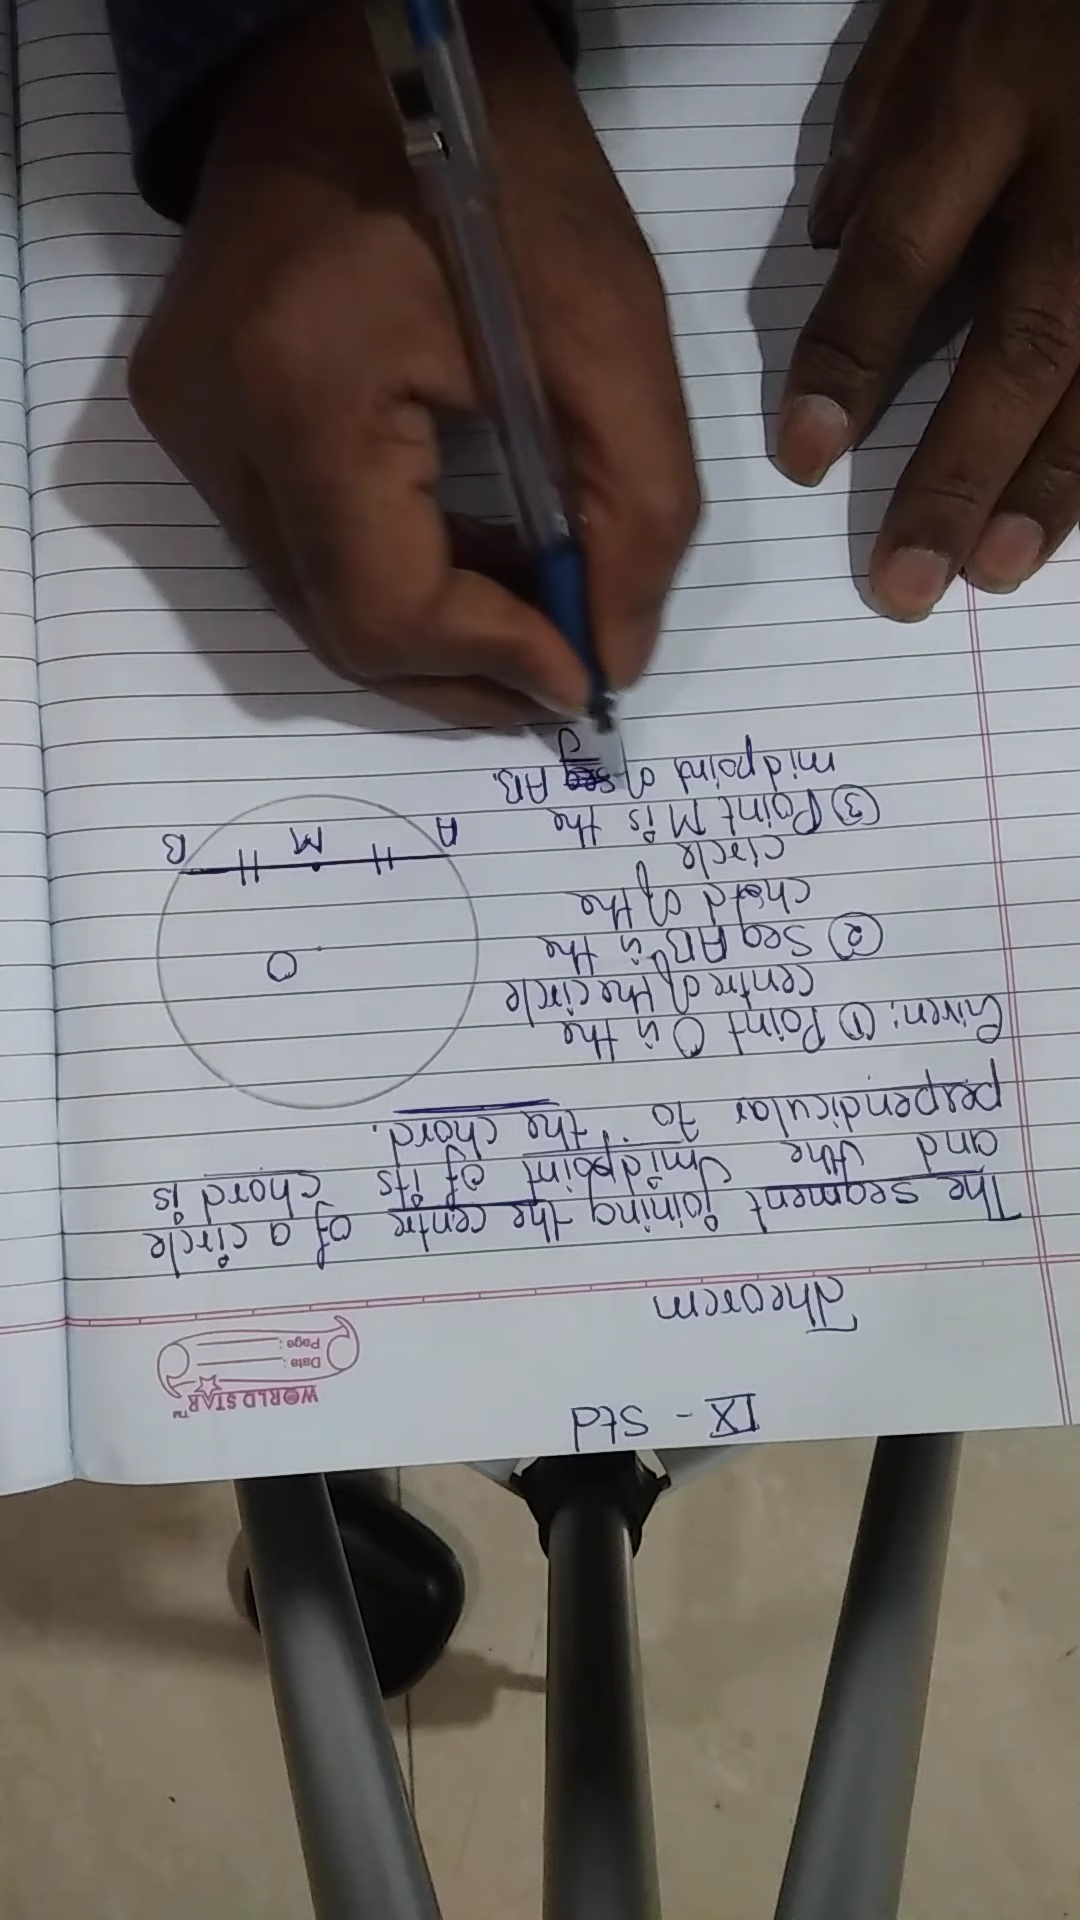 IX - Std
WORLD STAR™
Date :
Page :
Theorem
The segment joining the centre of a circle
and the midpoint of its chord is
perpendicular to the chord.
Given: ① Point O is the
centre of the circle
② Seg AB is the
chord of the
circle
③ Point M is the
midpoint of seg AB.
O
A M B